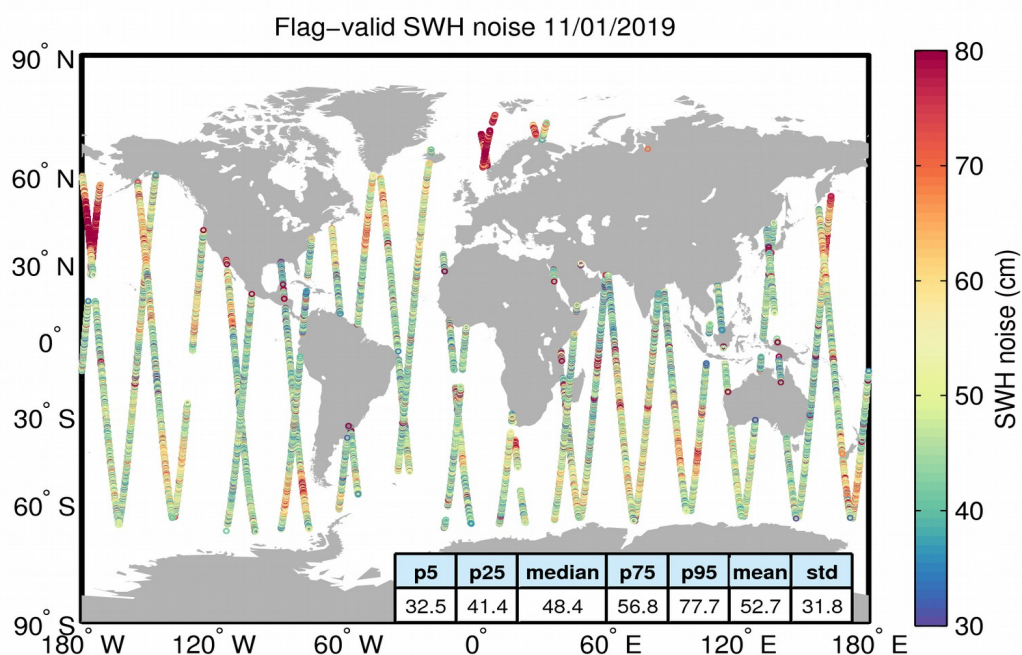 Flag−valid SWH noise 11/01/2019
90° N
60° N
30° N
0°
30° S
60° S
90° S
180° W
120° W
60° W
0°
60° E
120° E
180° E
p5 p25 median p75 p95 mean std
32.5 41.4 48.4 56.8 77.7 52.7 31.8
80
70
60
50
40
30
SWH noise (cm)